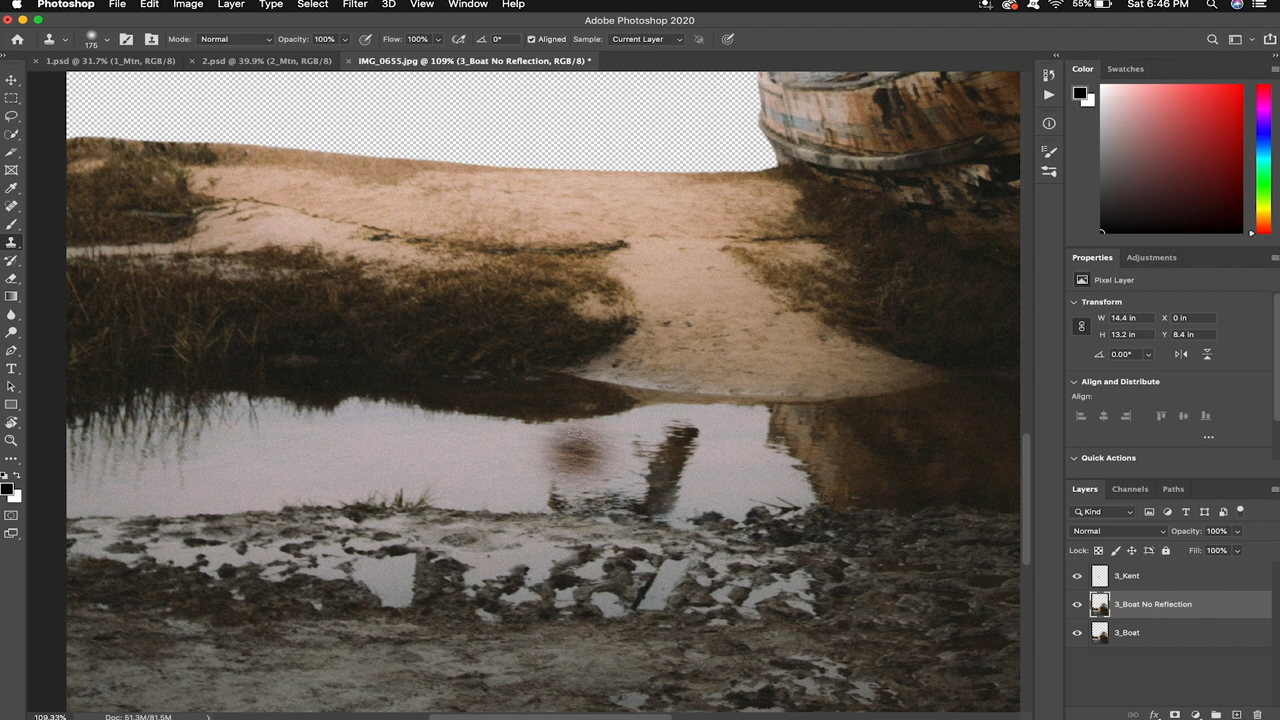 Photoshop File Edit Image Layer Type Select Filter 3D View Window Help 55% Sat 6:46 PM
Adobe Photoshop 2020
175 Mode: Normal Opacity: 100% Flow: 100% 0° Aligned Sample: Current Layer
1.psd @ 31.7% (1_Mtn, RGB/8) 2.psd @ 39.9% (2_Mtn, RGB/8) IMG_0655.jpg @ 109% (3_Boat No Reflection, RGB/8) *
Color Swatches
Properties Adjustments
Pixel Layer
Transform
W 14.4 in X 0 in
H 13.2 in Y 8.4 in
0.00°
Align and Distribute
Align:
Quick Actions
Layers Channels Paths
Kind
Normal Opacity: 100%
Lock: Fill: 100%
3_Kent
3_Boat No Reflection
3_Boat
109.33% Doc: 51.3M/81.5M